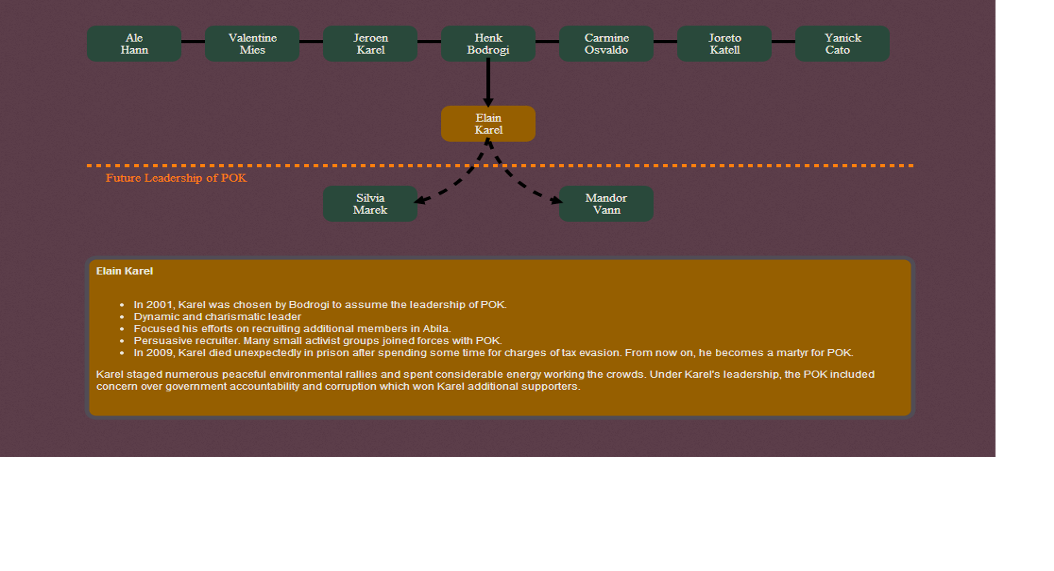 Ale
Hann
Valentine
Mies
Jeroen
Karel
Henk
Bodrogi
Carmine
Osvaldo
Joreto
Katell
Yanick
Cato
Elain
Karel
Future Leadership of POK
Silvia
Marek
Mandor
Vann
Elain Karel
• In 2001, Karel was chosen by Bodrogi to assume the leadership of POK.
• Dynamic and charismatic leader
• Focused his efforts on recruiting additional members in Abila.
• Persuasive recruiter. Many small activist groups joined forces with POK.
• In 2009, Karel died unexpectedly in prison after spending some time for charges of tax evasion. From now on, he becomes a martyr for POK.
Karel staged numerous peaceful environmental rallies and spent considerable energy working the crowds. Under Karel's leadership, the POK included
concern over government accountability and corruption which won Karel additional supporters.